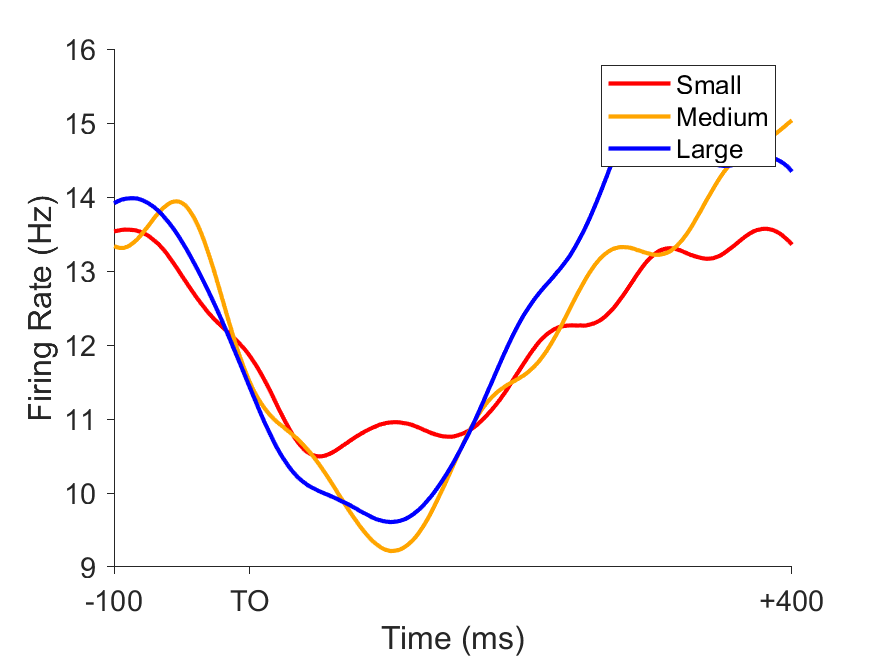 16
15
14
13
12
11
10
9
Firing Rate (Hz)
Small
Medium
Large
-100 TO +400
Time (ms)